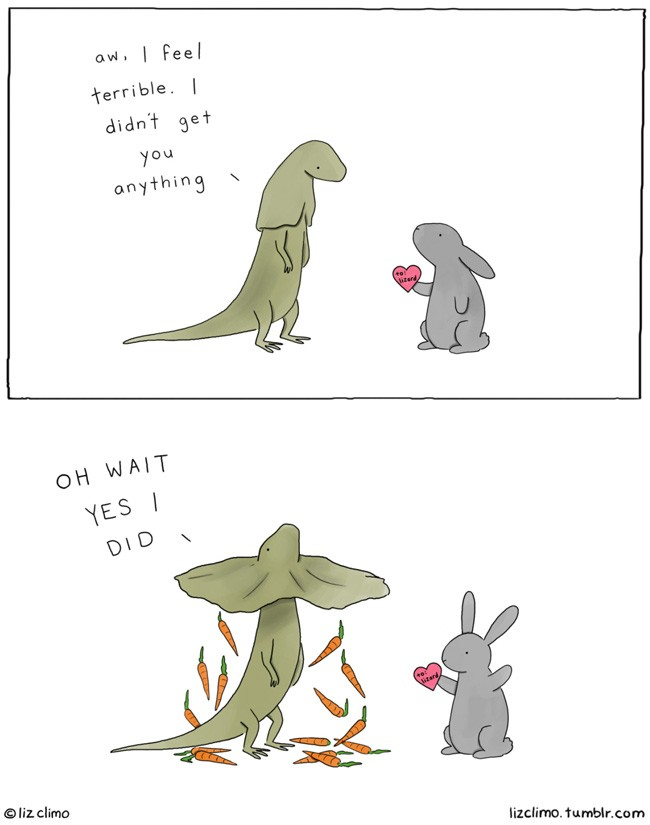 aw, I feel
terrible. I
didn't get
you
anything
to:
lizard
OH WAIT
YES I
DID
to:
lizard
© liz climo
lizclimo.tumblr.com